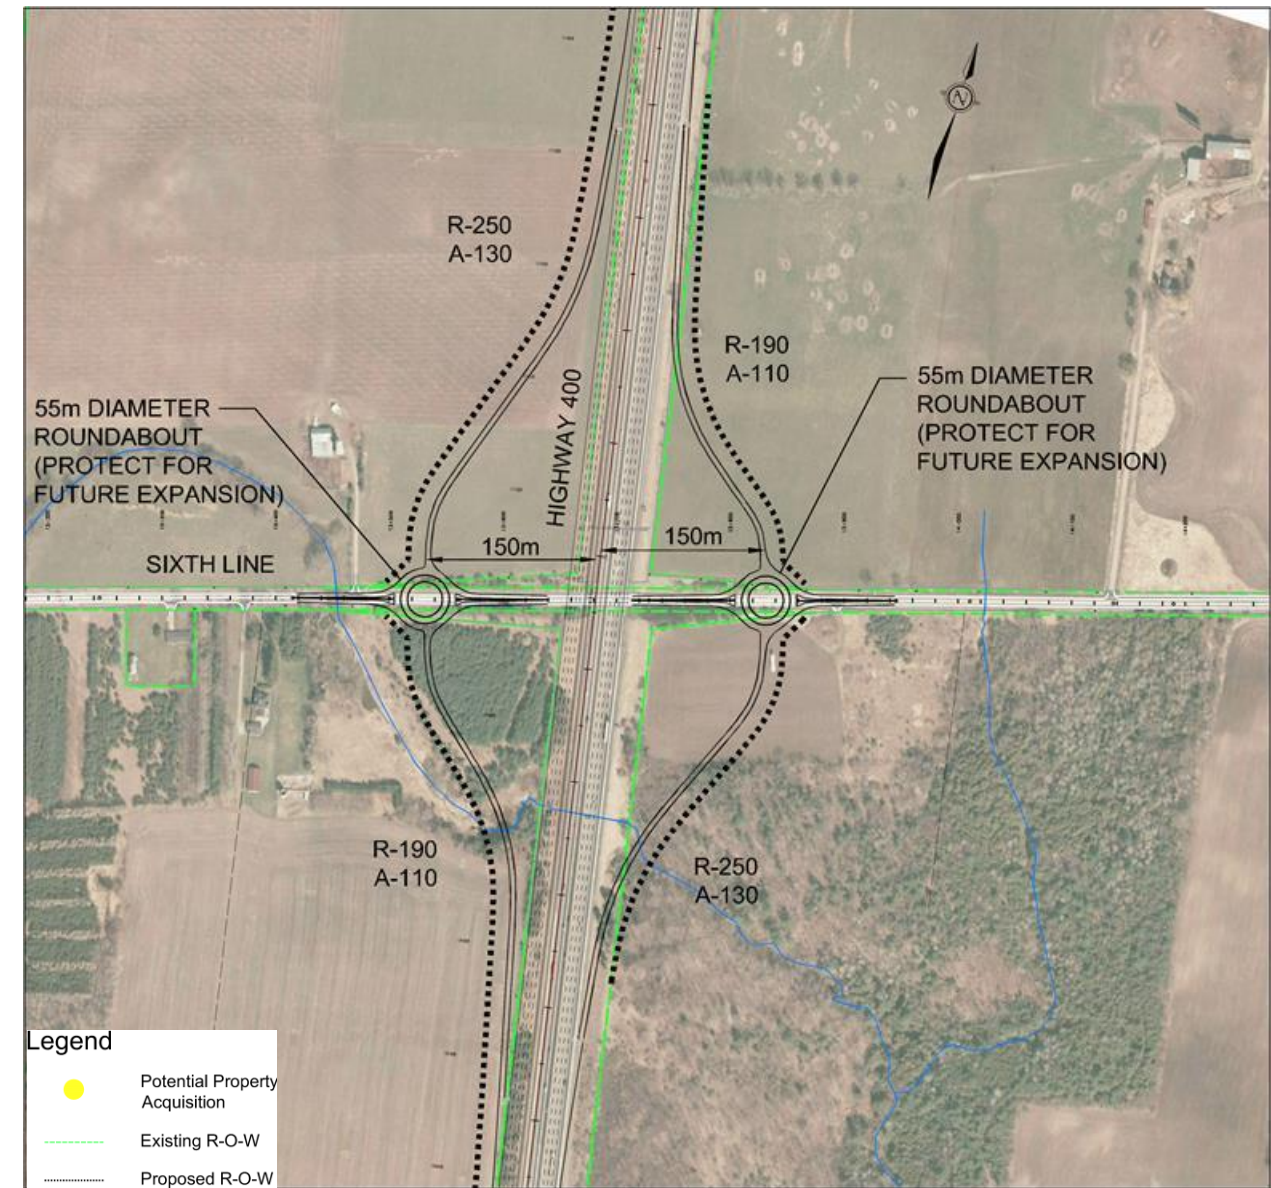 R-250
A-130
R-190
A-110
HIGHWAY 400
55m DIAMETER
ROUNDABOUT
(PROTECT FOR
FUTURE EXPANSION)
55m DIAMETER
ROUNDABOUT
(PROTECT FOR
FUTURE EXPANSION)
150m
150m
SIXTH LINE
R-190
A-110
R-250
A-130
N
Legend
Potential Property
Acquisition
Existing R-O-W
Proposed R-O-W